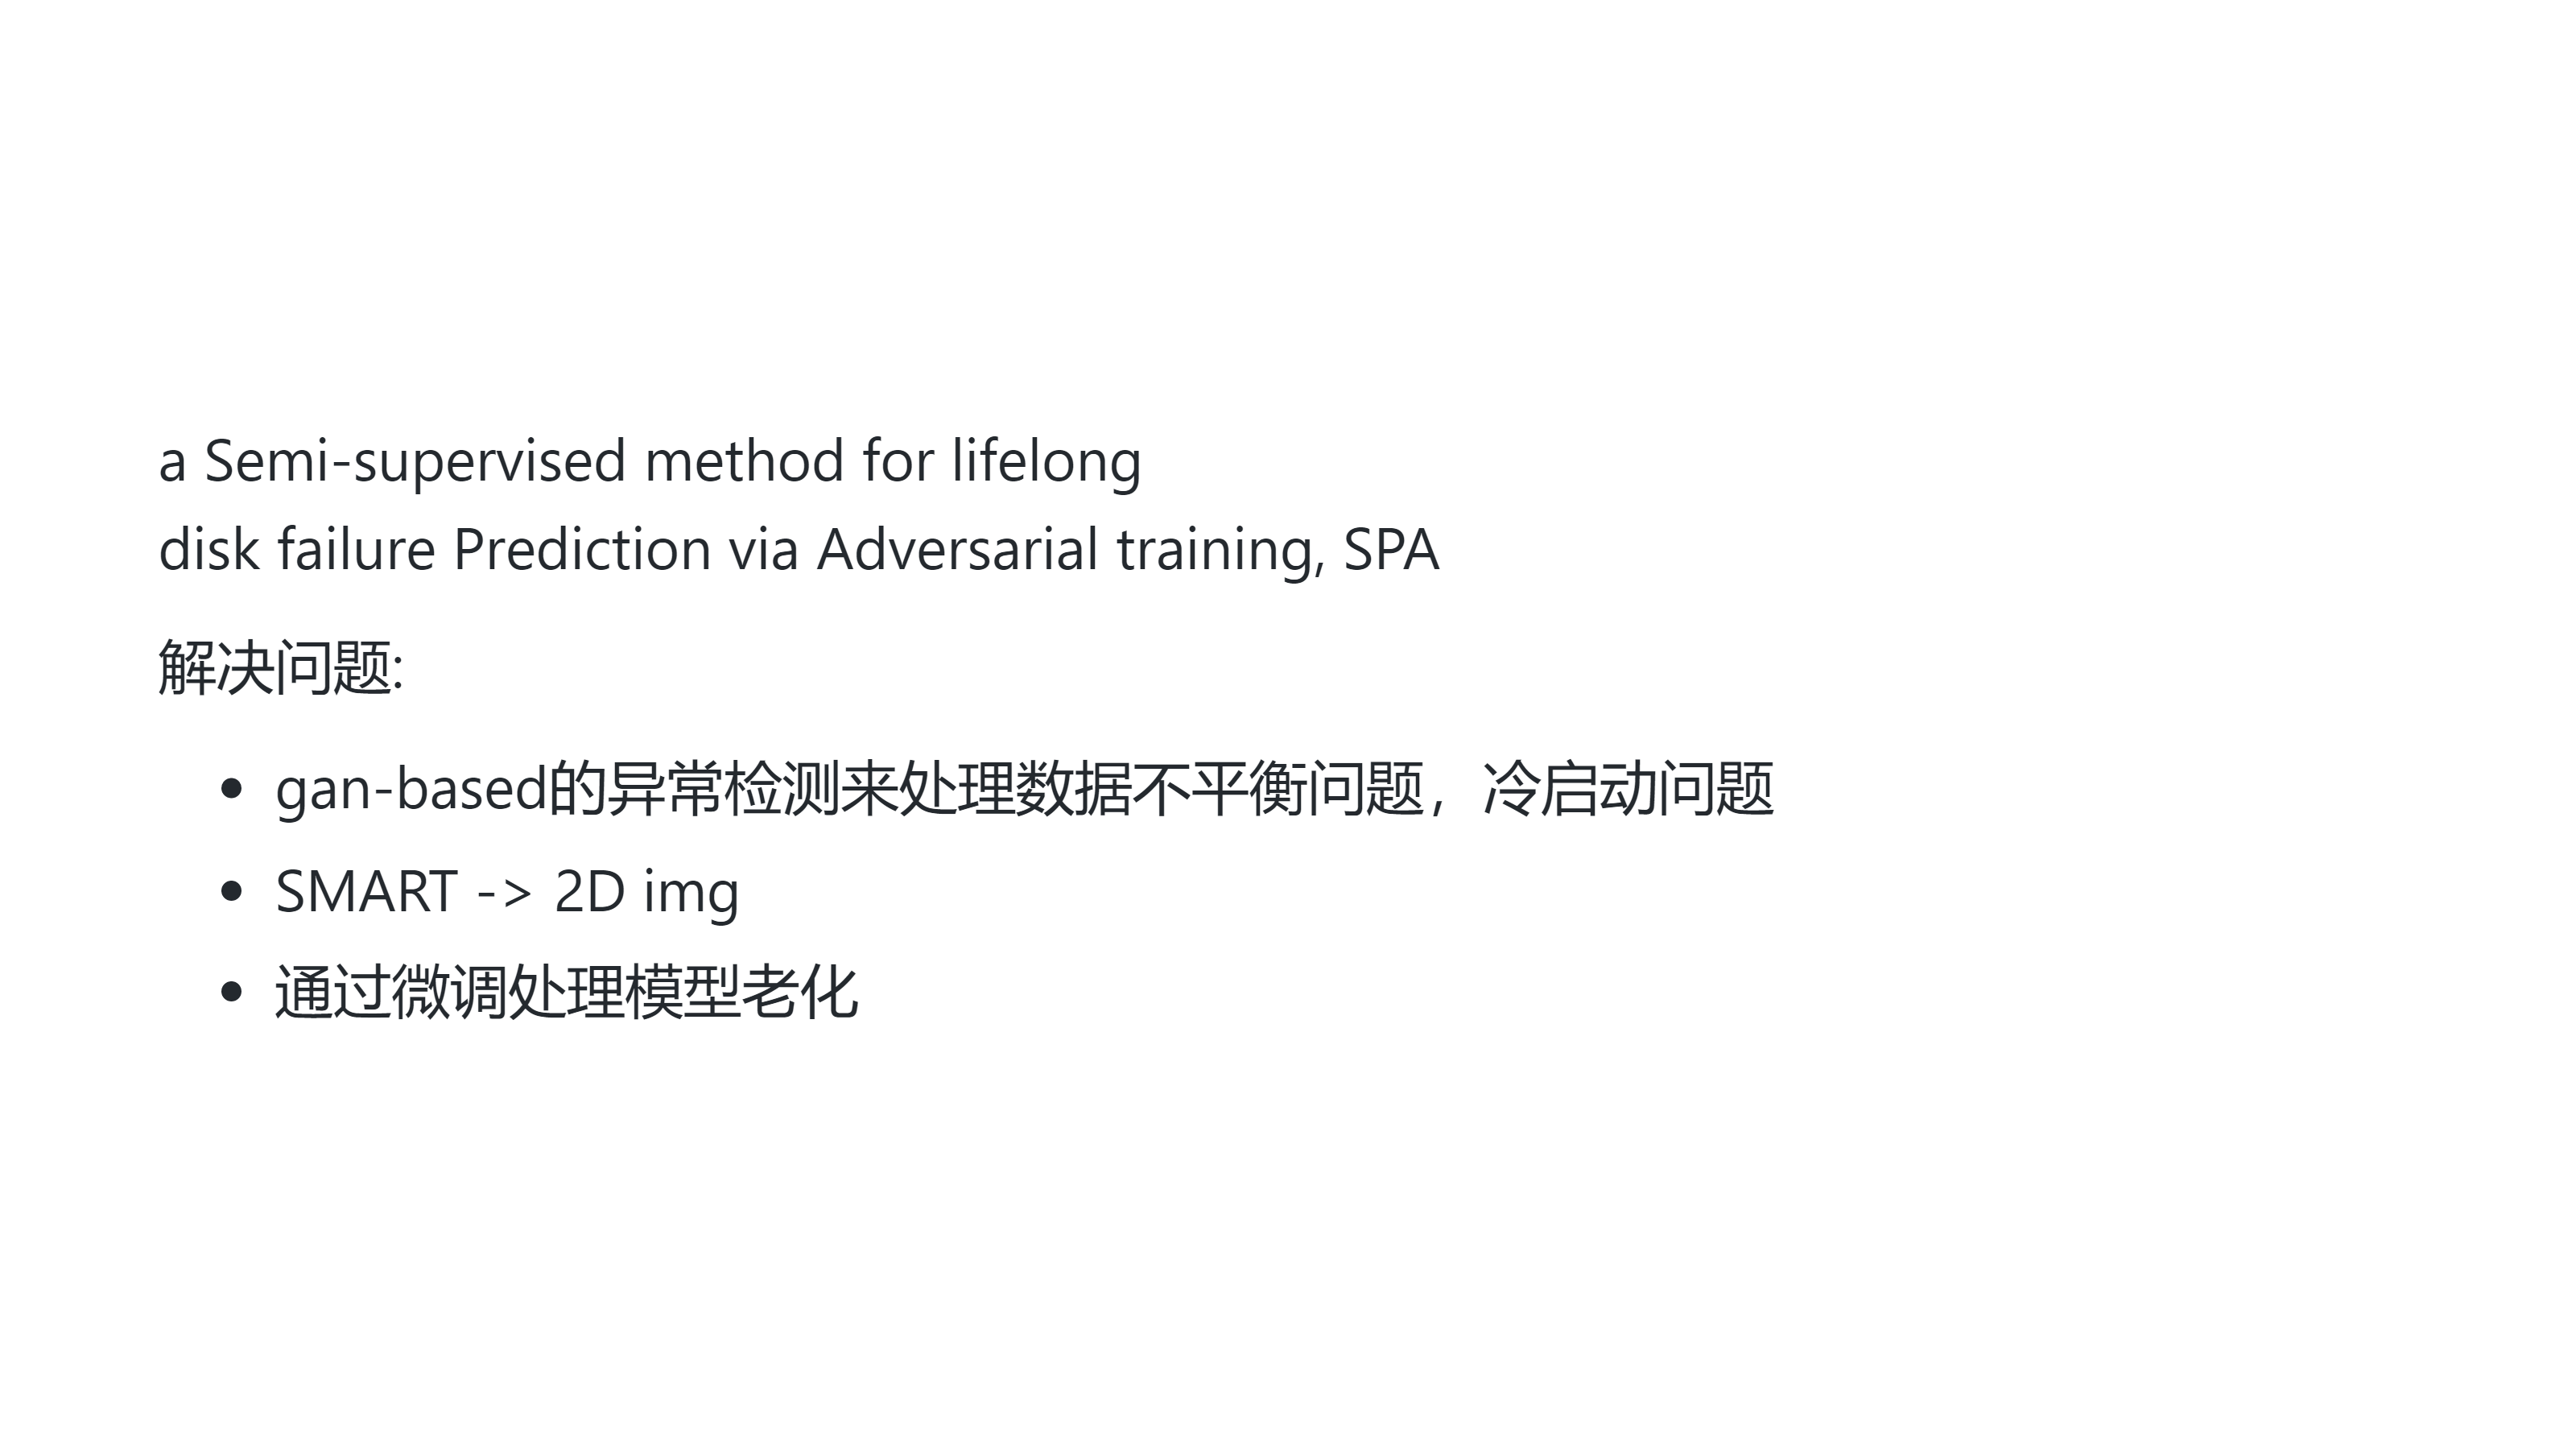 a Semi-supervised method for lifelong
disk failure Prediction via Adversarial training, SPA
解决问题:
• gan-based的异常检测来处理数据不平衡问题，冷启动问题
• SMART -> 2D img
• 通过微调处理模型老化